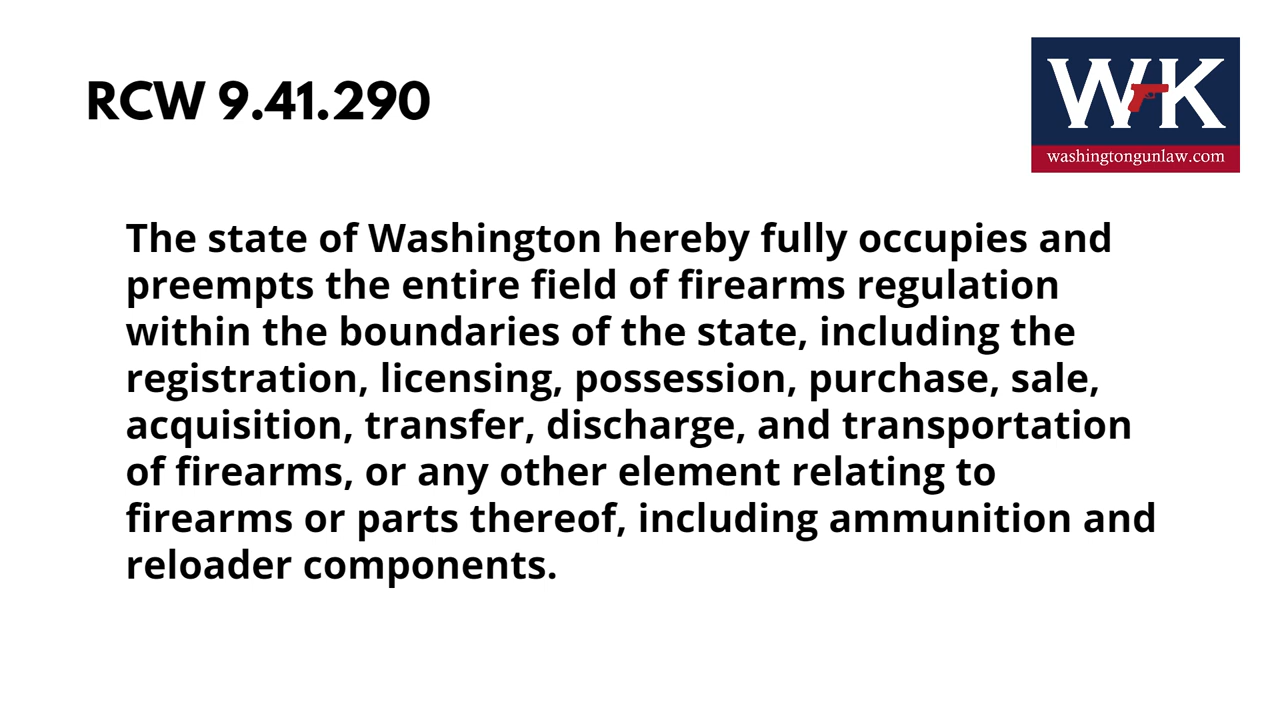 RCW 9.41.290
WK
washingtongunlaw.com
The state of Washington hereby fully occupies and
preempts the entire field of firearms regulation
within the boundaries of the state, including the
registration, licensing, possession, purchase, sale,
acquisition, transfer, discharge, and transportation
of firearms, or any other element relating to
firearms or parts thereof, including ammunition and
reloader components.